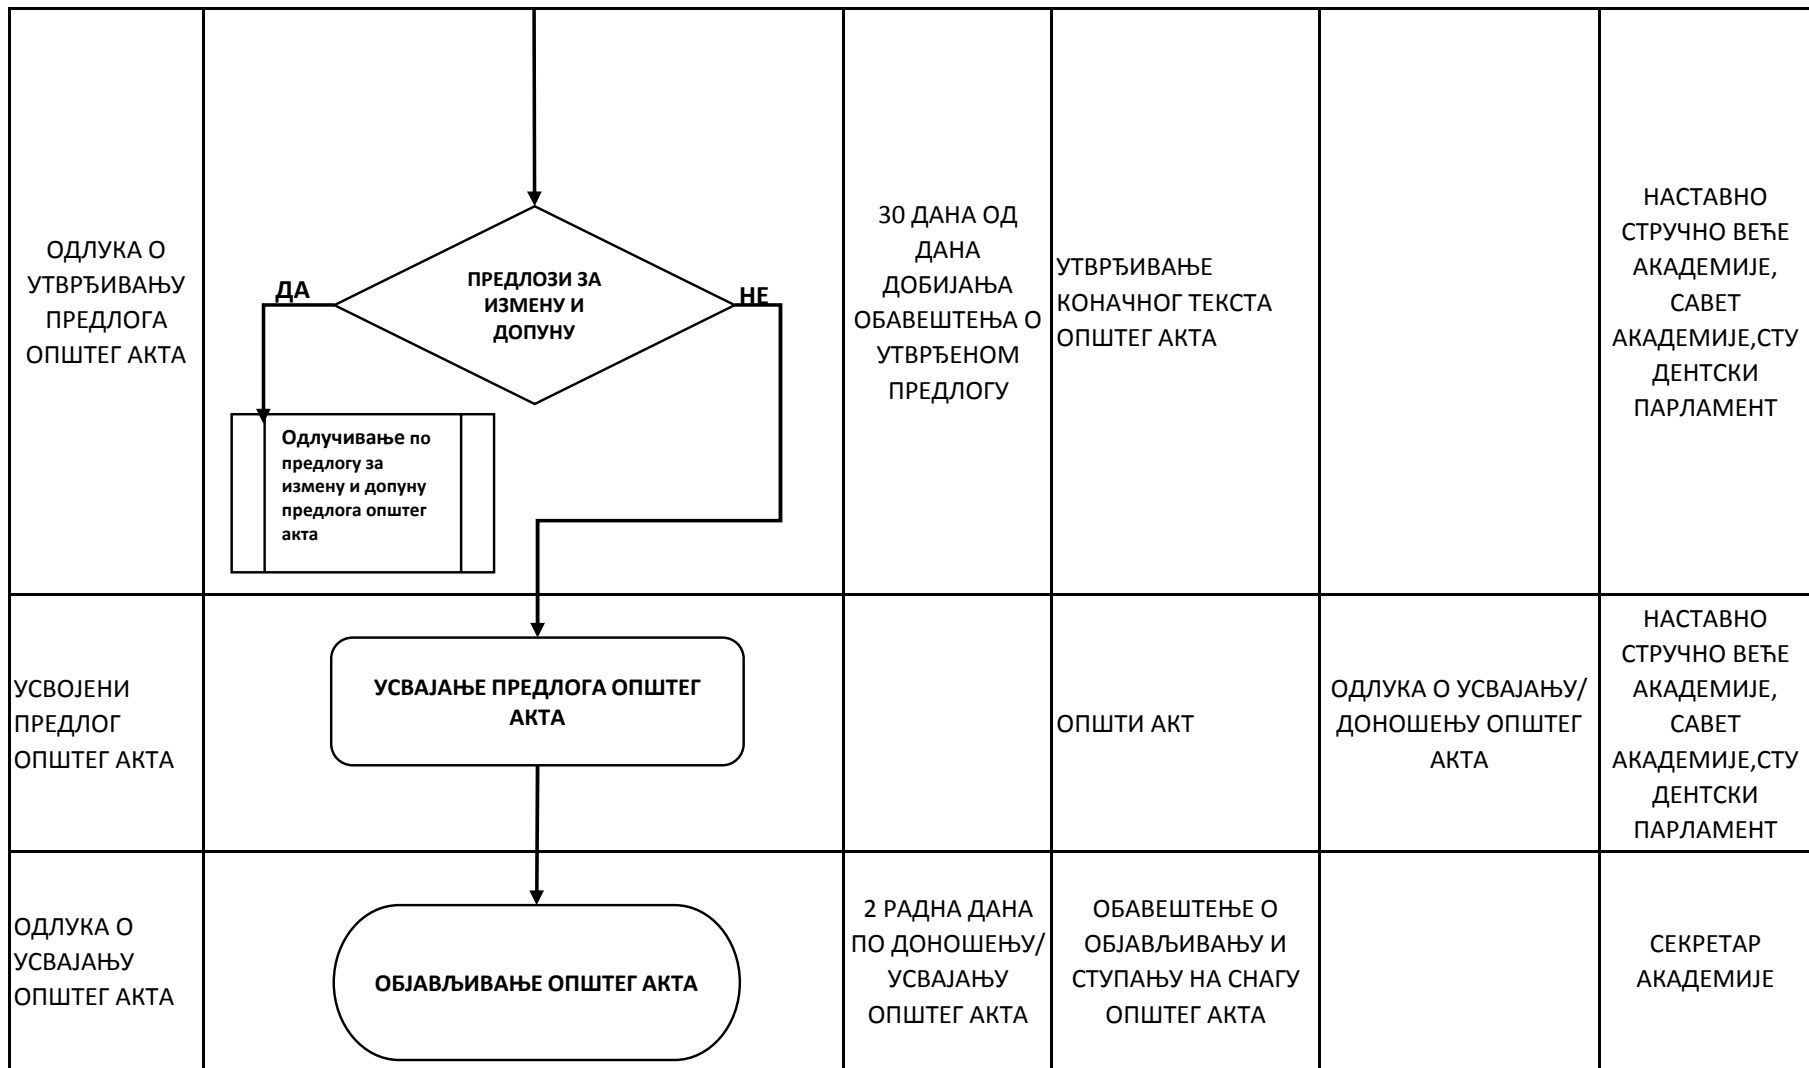 ОДЛУКА О
УТВРЂИВАЊУ
ПРЕДЛОГА
ОПШТЕГ АКТА
ДА
ПРЕДЛОЗИ ЗА
ИЗМЕНУ И
ДОПУНУ
НЕ
Одлучивање по
предлогу за
измену и допуну
предлога општег
акта
30 ДАНА ОД
ДАНА
ДОБИЈАЊА
ОБАВЕШТЕЊА О
УТВРЂЕНОМ
ПРЕДЛОГУ
УТВРЂИВАЊЕ
КОНАЧНОГ ТЕКСТА
ОПШТЕГ АКТА
НАСТАВНО
СТРУЧНО ВЕЋЕ
АКАДЕМИЈЕ,
САВЕТ
АКАДЕМИЈЕ,СТУ
ДЕНТСКИ
ПАРЛАМЕНТ
УСВОЈЕНИ
ПРЕДЛОГ
ОПШТЕГ АКТА
УСВАЈАЊЕ ПРЕДЛОГА ОПШТЕГ
АКТА
ОПШТИ АКТ
ОДЛУКА О УСВАЈАЊУ/
ДОНОШЕЊУ ОПШТЕГ
АКТА
НАСТАВНО
СТРУЧНО ВЕЋЕ
АКАДЕМИЈЕ,
САВЕТ
АКАДЕМИЈЕ,СТУ
ДЕНТСКИ
ПАРЛАМЕНТ
ОДЛУКА О
УСВАЈАЊУ
ОПШТЕГ АКТА
ОБЈАВЉИВАЊЕ ОПШТЕГ АКТА
2 РАДНА ДАНА
ПО ДОНОШЕЊУ/
УСВАЈАЊУ
ОПШТЕГ АКТА
ОБАВЕШТЕЊЕ О
ОБЈАВЉИВАЊУ И
СТУПАЊУ НА СНАГУ
ОПШТЕГ АКТА
СЕКРЕТАР
АКАДЕМИЈЕ